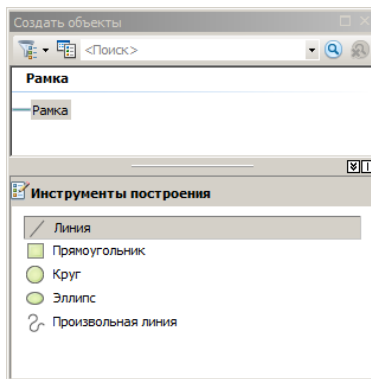 Создать объекты
<Поиск>
Рамка
Рамка
Инструменты построения
Линия
Прямоугольник
Круг
Эллипс
Произвольная линия